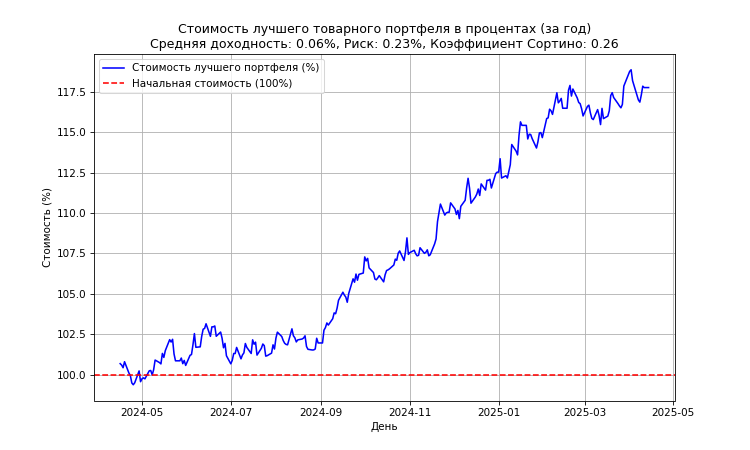 Стоимость лучшего товарного портфеля в процентах (за год)
Средняя доходность: 0.06%, Риск: 0.23%, Коэффициент Сортино: 0.26
Стоимость лучшего портфеля (%)
Начальная стоимость (100%)
Стоимость (%)
117.5
115.0
112.5
110.0
107.5
105.0
102.5
100.0
2024-05
2024-07
2024-09
2024-11
2025-01
2025-03
2025-05
День